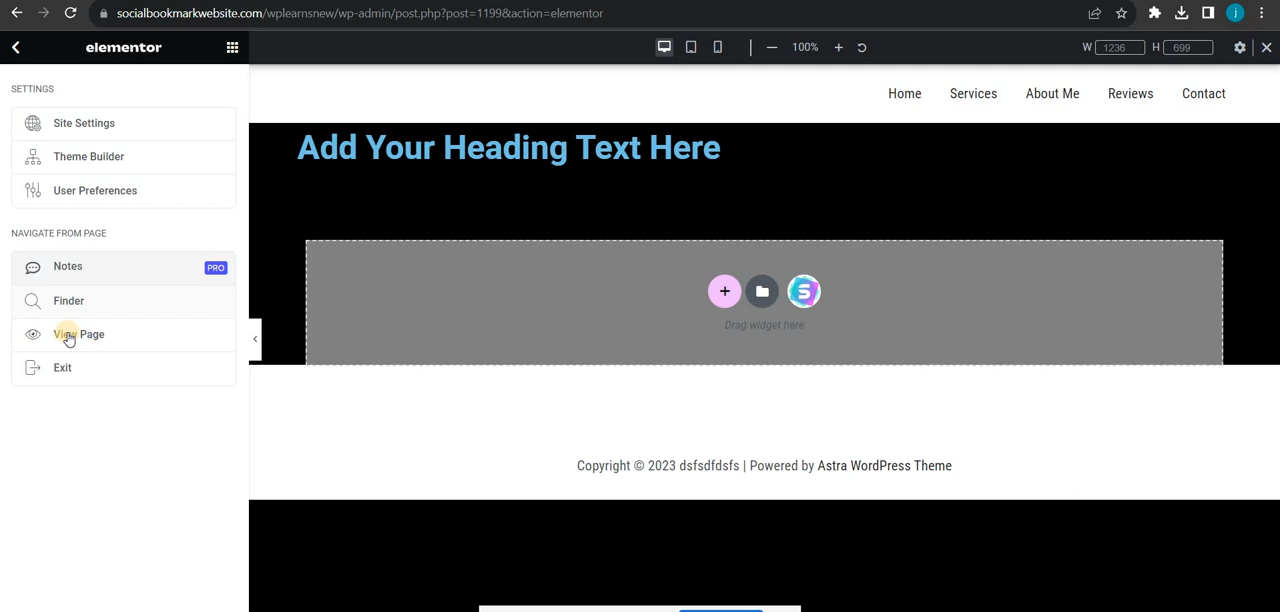 socialbookmarkwebsite.com/wplearnsnew/wp-admin/post.php?post=1199&action=elementor
j
elementor
100%
W 1236 H 699
SETTINGS
Site Settings
Theme Builder
User Preferences
NAVIGATE FROM PAGE
Notes PRO
Finder
View Page
Exit
Home Services About Me Reviews Contact
Add Your Heading Text Here
Drag widget here
Copyright © 2023 dsfsdfdsfs | Powered by Astra WordPress Theme